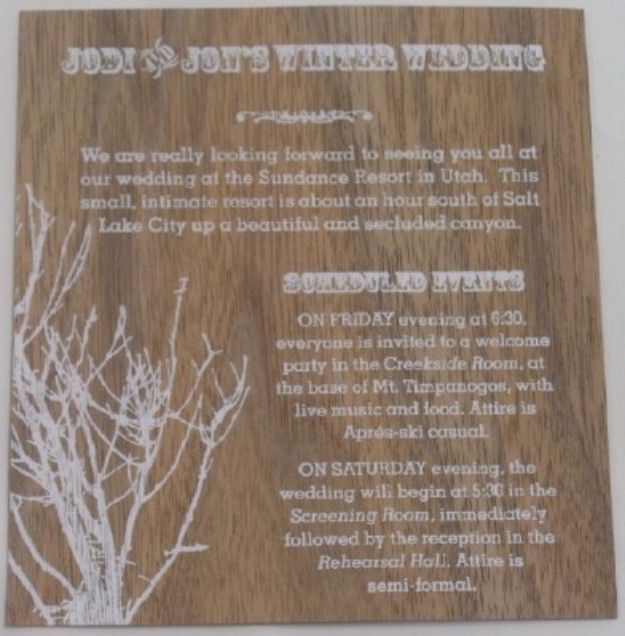 JODI AND JON'S WINTER WEDDING
We are really looking forward to seeing you all at
our wedding at the Sundance Resort in Utah. This
small, intimate resort is about an hour south of Salt
Lake City up a beautiful and secluded canyon.
SCHEDULED EVENTS
ON FRIDAY evening at 6:30,
everyone is invited to a welcome
party in the Creekside Room, at
the base of Mt. Timpanogos, with
live music and food. Attire is
Aprés-ski casual.
ON SATURDAY evening, the
wedding will begin at 5:30 in the
Screening Room, immediately
followed by the reception in the
Rehearsal Hall. Attire is
semi-formal.